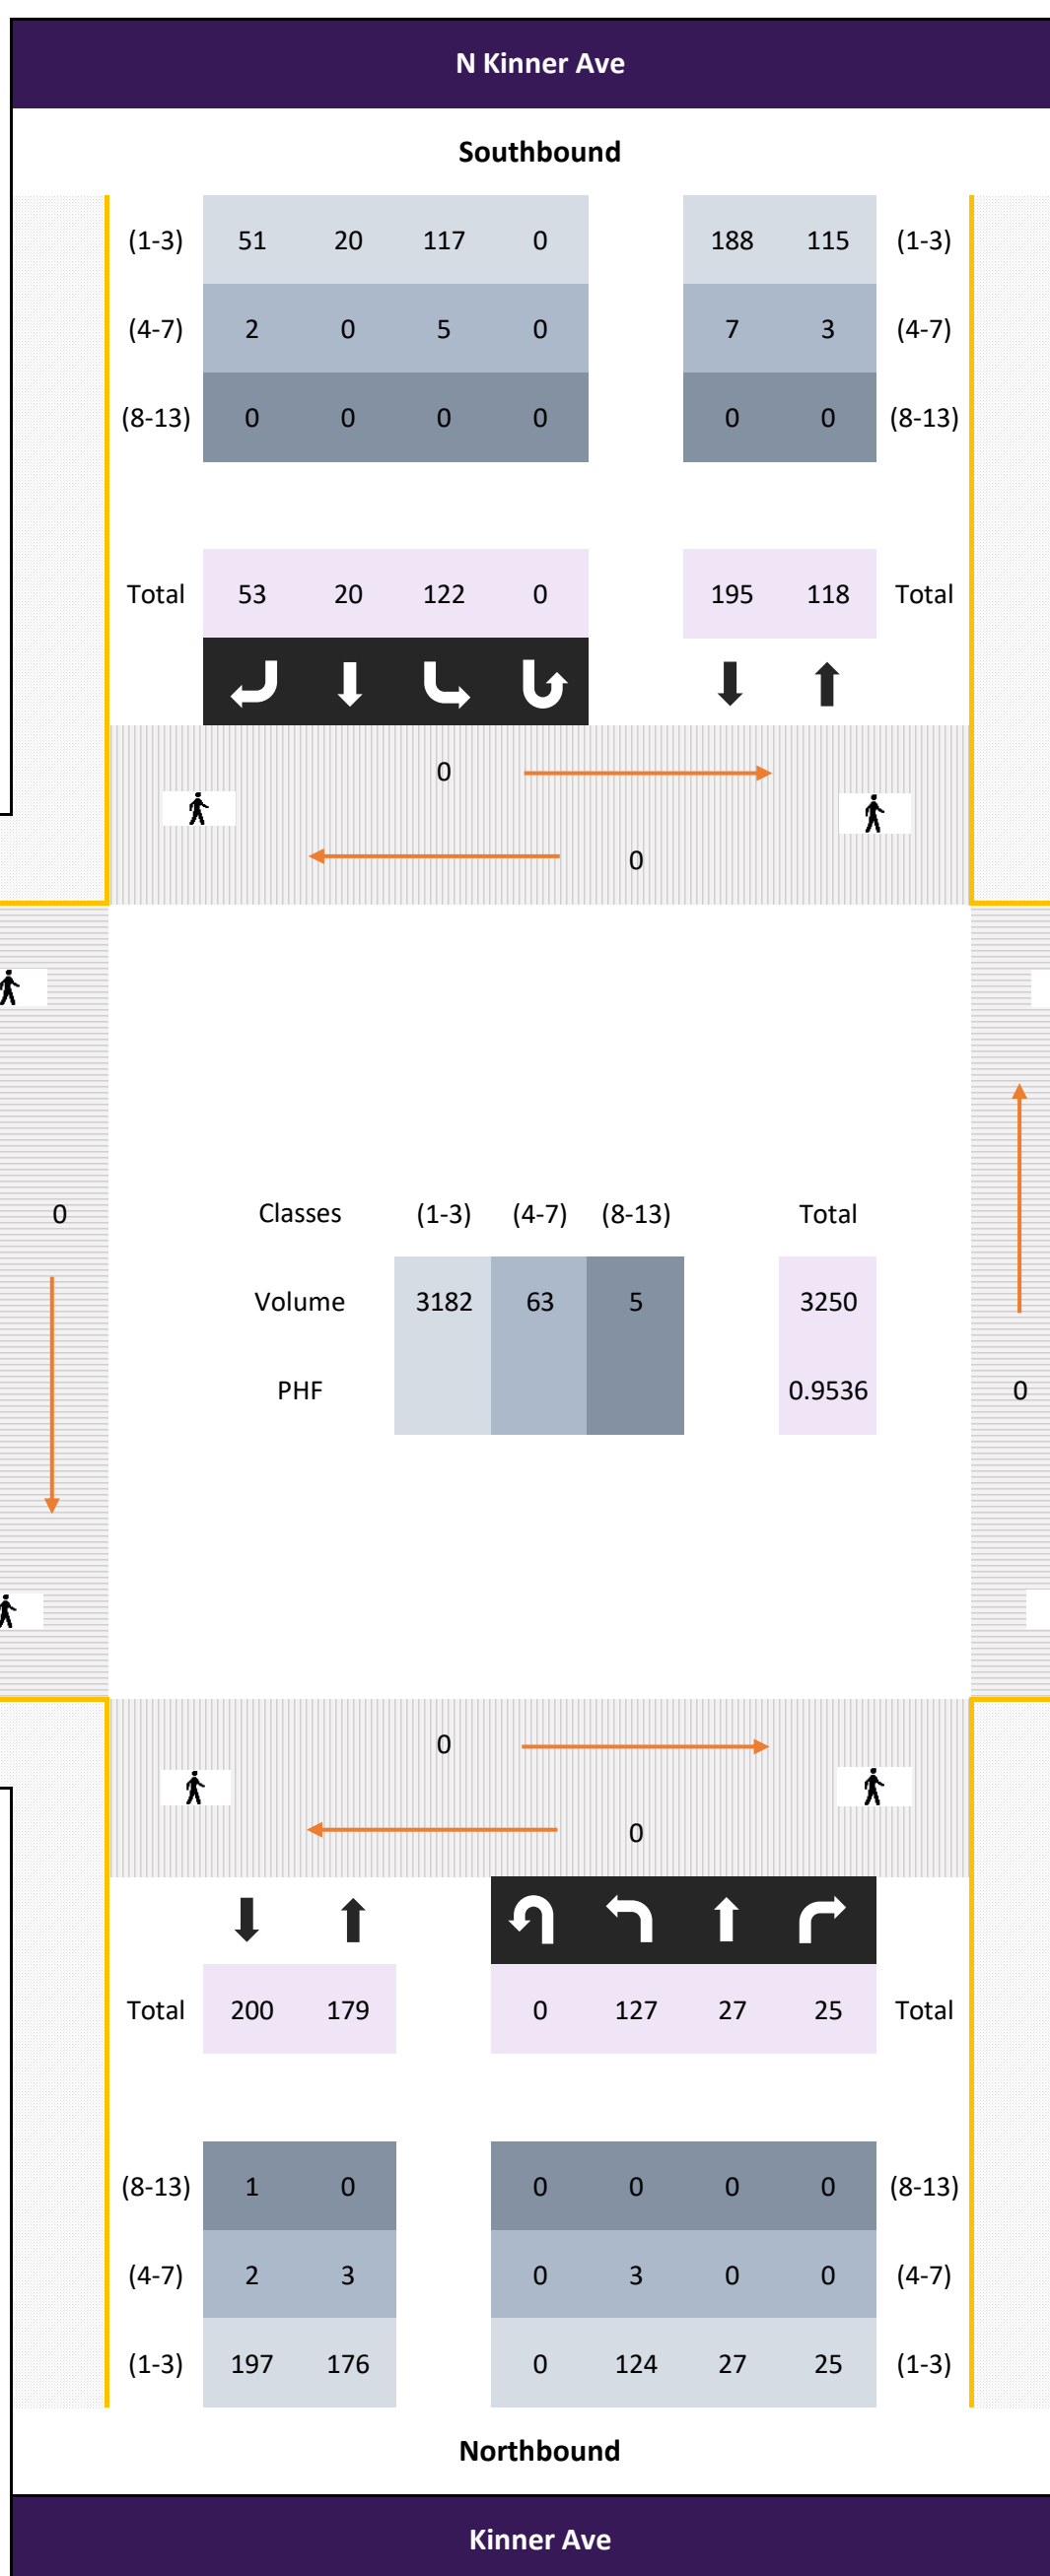 N Kinner Ave
Southbound
(1-3) 51 20 117 0 188 115 (1-3)
(4-7) 2 0 5 0 7 3 (4-7)
(8-13) 0 0 0 0 0 0 (8-13)
Total 53 20 122 0 195 118 Total
0
0
0 Classes (1-3) (4-7) (8-13) Total
Volume 3182 63 5 3250
PHF 0.9536 0
0
0
Total 200 179 0 127 27 25 Total
(8-13) 1 0 0 0 0 0 (8-13)
(4-7) 2 3 0 3 0 0 (4-7)
(1-3) 197 176 0 124 27 25 (1-3)
Northbound
Kinner Ave